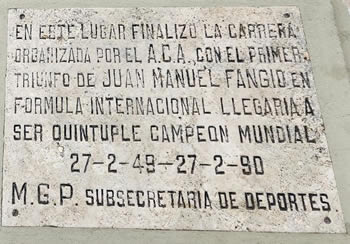 EN ESTE LUGAR FINALIZO LA CARRERA
ORGANIZADA POR EL A.C.A., CON EL PRIMER
TRIUNFO DE JUAN MANUEL FANGIO EN
FORMULA INTERNACIONAL LLEGARIA A
SER QUINTUPLE CAMPEON MUNDIAL
27-2-49-27-2-90
M.G.P. SUBSECRETARIA DE DEPORTES